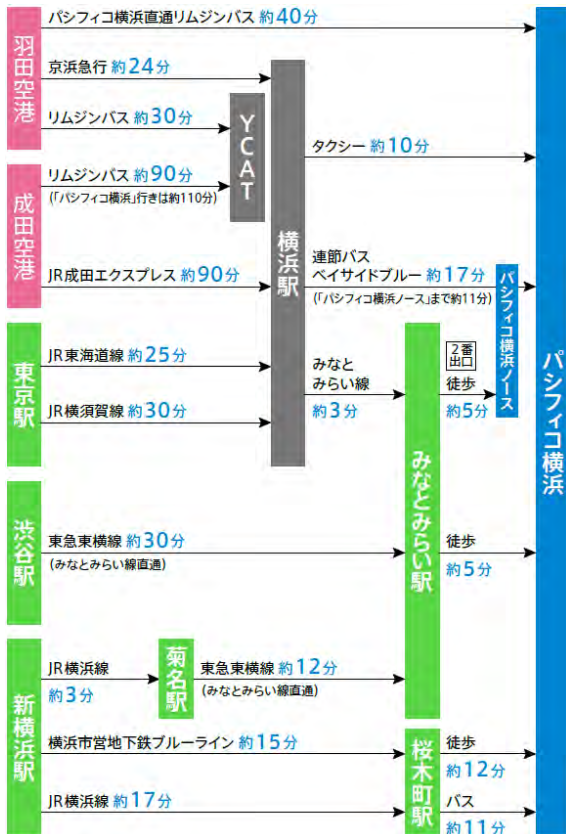 羽田空港
パシフィコ横浜直通リムジンバス 約40分
京浜急行 約24分
リムジンバス 約30分
YCAT
成田空港
リムジンバス 約90分
(「パシフィコ横浜」行きは約110分)
JR成田エクスプレス 約90分
横浜駅
タクシー 約10分
連節バス
ベイサイドブルー 約17分
(「パシフィコ横浜ノース」まで約11分)
パシフィコ横浜ノース
パシフィコ横浜
東京駅
JR東海道線 約25分
JR横須賀線 約30分
みなと
みらい線
約3分
みなとみらい駅
2番
出口
徒歩
約5分
渋谷駅
東急東横線 約30分
(みなとみらい線直通)
徒歩
約5分
新横浜駅
JR横浜線
約3分
菊名駅
東急東横線 約12分
(みなとみらい線直通)
横浜市営地下鉄ブルーライン 約15分
桜木町駅
徒歩
約12分
JR横浜線 約17分
バス
約11分